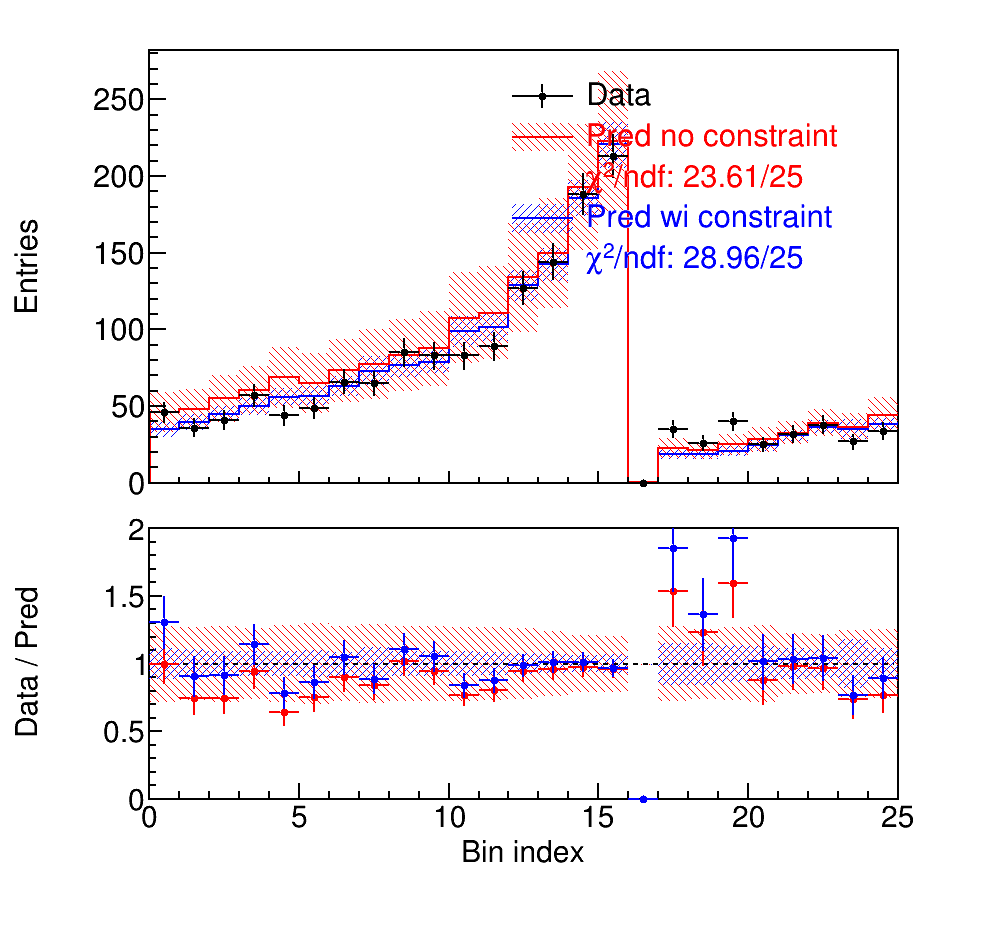 Entries
250
200
150
100
50
0
Data
Pred no constraint
χ²/ndf: 23.61/25
Pred wi constraint
χ²/ndf: 28.96/25
Data / Pred
2
1.5
1
0.5
0
0 5 10 15 20 25
Bin index